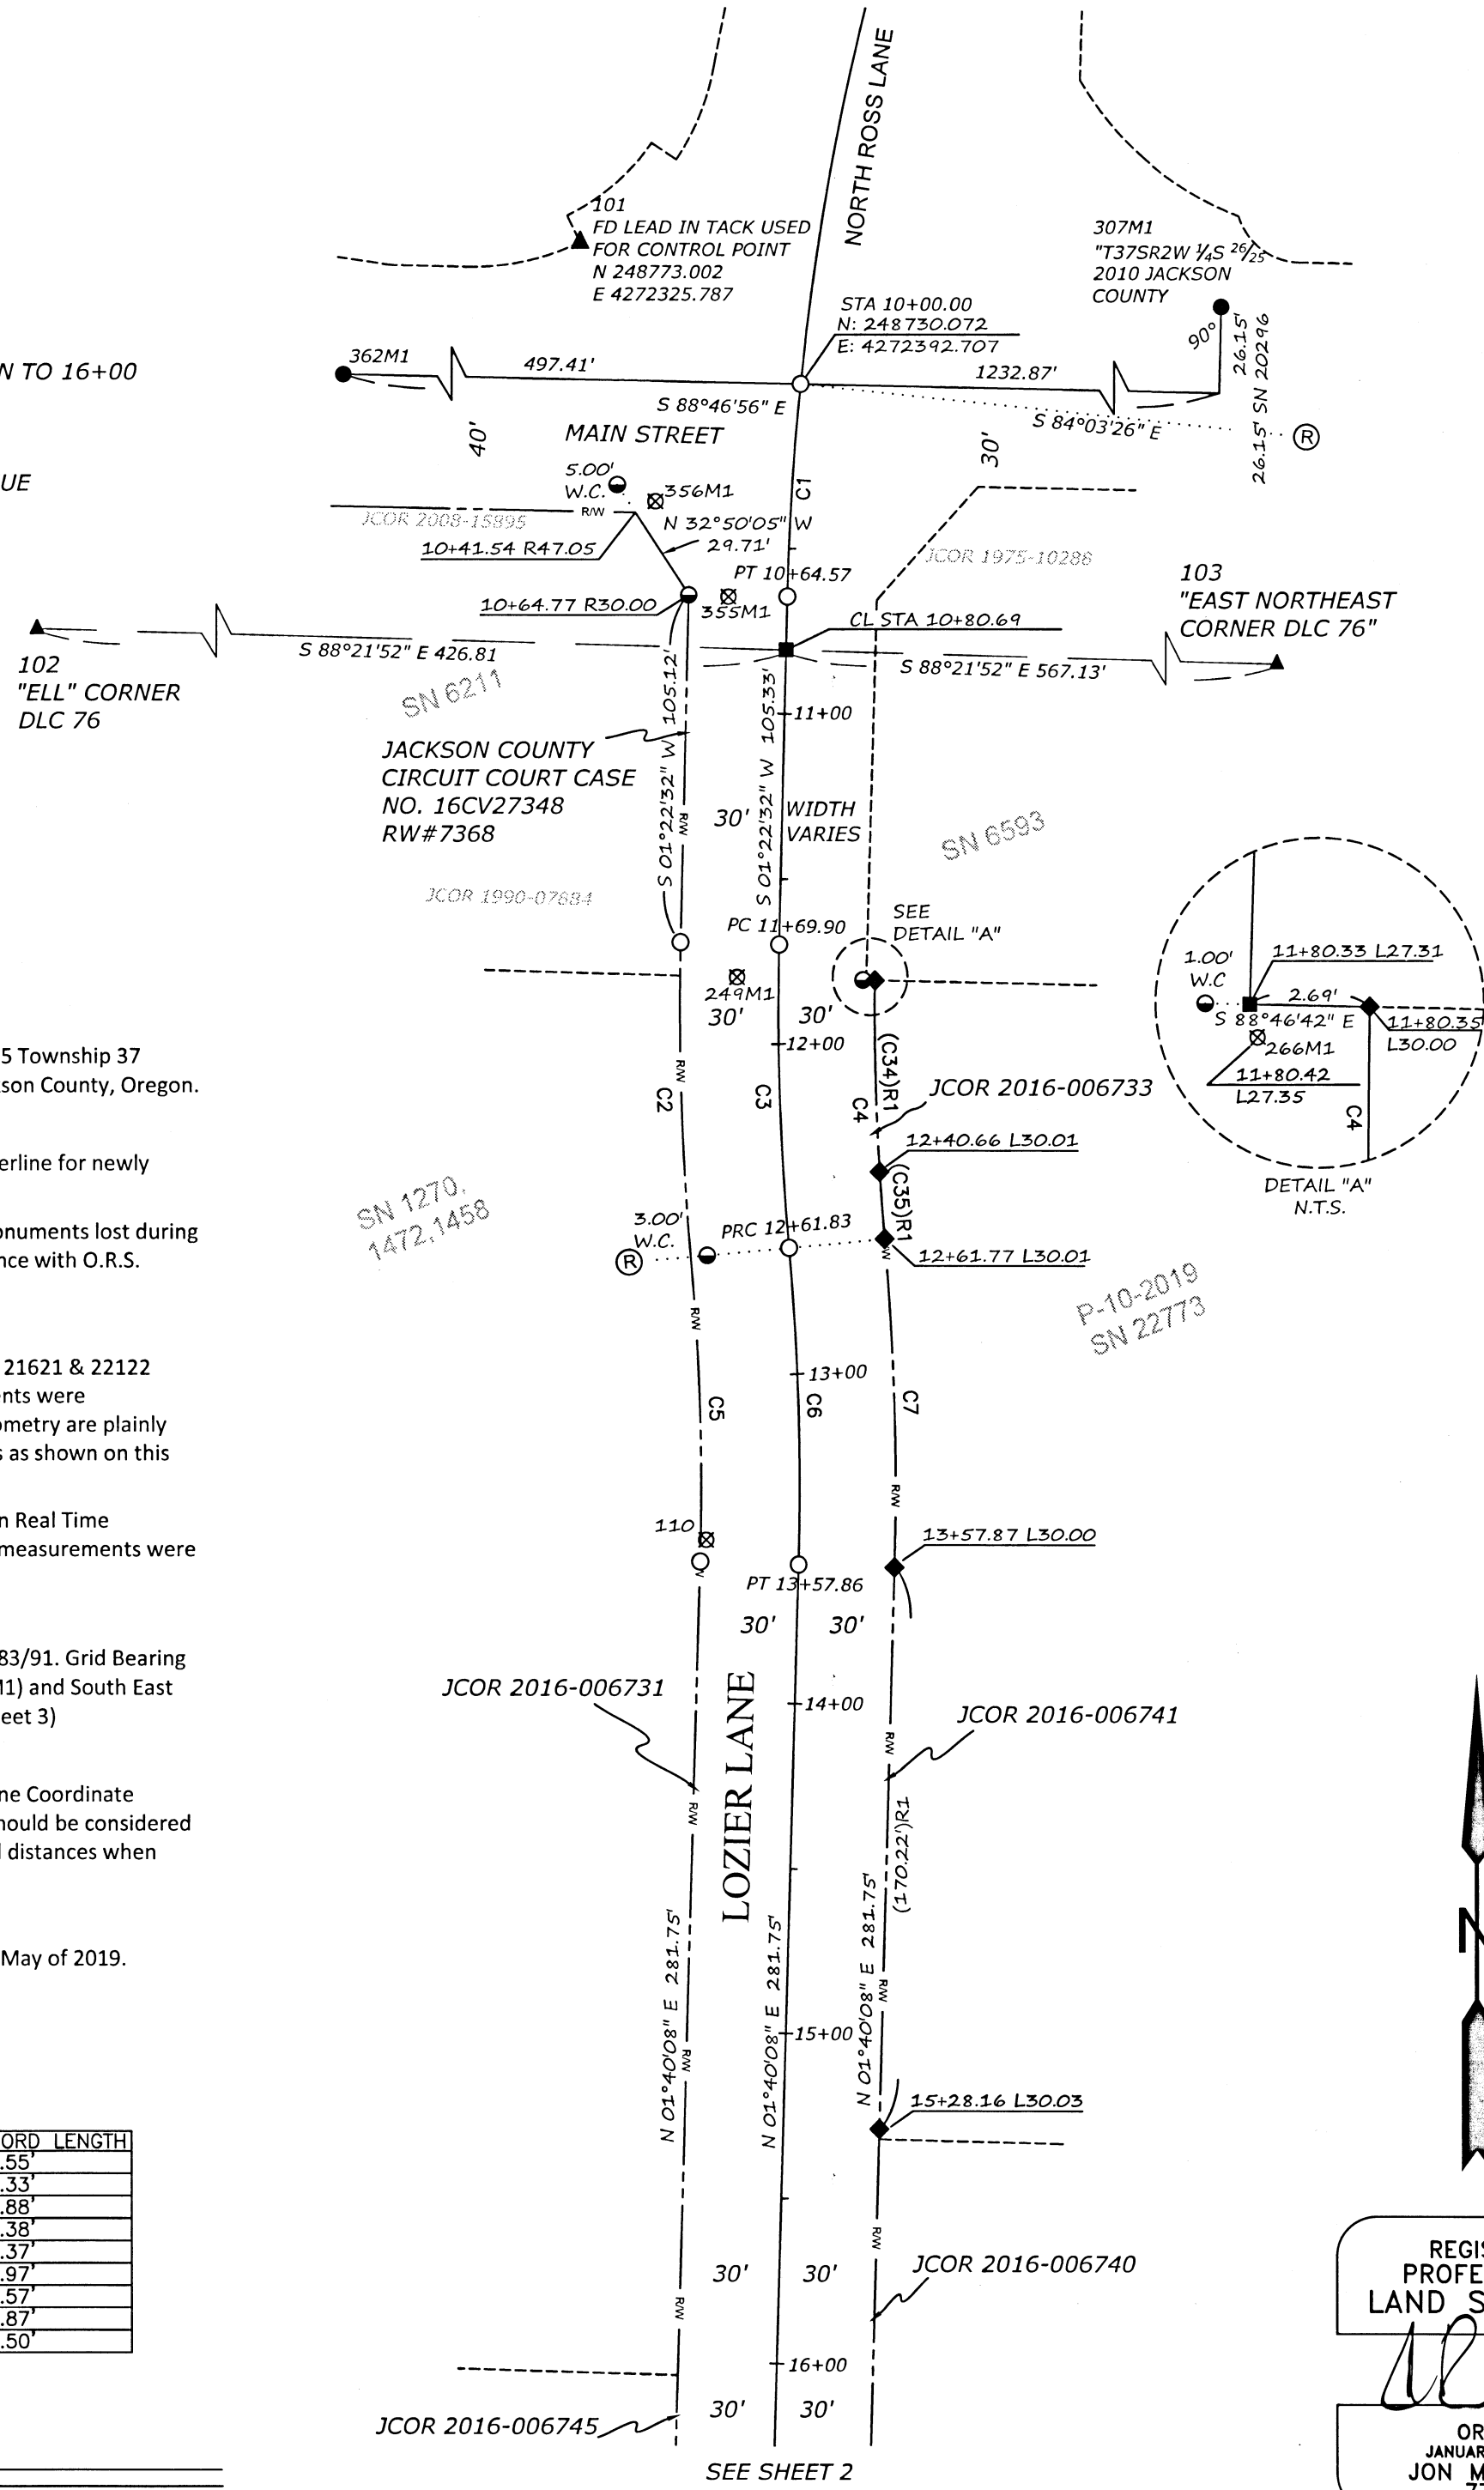 NORTH ROSS LANE
101
FD LEAD IN TACK USED
FOR CONTROL POINT
N 248773.002
E 4272325.787
307M1
"T37SR2W ¼S 26/25
2010 JACKSON
COUNTY
STA 10+00.00
N: 248730.072
E: 4272392.707
90°
26.15'
26.15' SN 20296
N TO 16+00
362M1
497.41'
1232.87'
S 88°46'56" E
S 84°03'26" E
R
40'
MAIN STREET
30'
UE
5.00'
W.C.
356M1
C1
R/W
JCOR 2008-15895
N 32°50'05" W
29.71'
10+41.54 R47.05
JCOR 1975-10288
PT 10+64.57
10+64.77 R30.00
355M1
103
"EAST NORTHEAST
CORNER DLC 76"
CL STA 10+80.69
S 88°21'52" E 426.81
S 88°21'52" E 567.13'
102
"ELL" CORNER
DLC 76
SN 6211
S 01°22'32" W 105.12'
S 01°22'32" W 105.33'
11+00
JACKSON COUNTY
CIRCUIT COURT CASE
NO. 16CV27348
RW#7368
R/W
30'
WIDTH
VARIES
SN 6593
JCOR 1990-07884
PC 11+69.90
SEE
DETAIL "A"
249M1
30'
30'
12+00
1.00'
W.C
11+80.33 L27.31
2.69'
S 88°46'42" E
266M1
11+80.35
L30.00
11+80.42
L27.35
C4
DETAIL "A"
N.T.S.
5 Township 37
kson County, Oregon.
R/W
C2
C3
C4
(C34)R1
JCOR 2016-006733
12+40.66 L30.01
(C35)R1
erline for newly
SN 1270,
1472,1458
onuments lost during
nce with O.R.S.
3.00'
W.C.
R
PRC 12+61.83
W
12+61.77 L30.01
P-10-2019
SN 22773
R/W
21621 & 22122
ents were
ometry are plainly
s as shown on this
13+00
C5
C6
C7
R/W
n Real Time
measurements were
110
13+57.87 L30.00
PT 13+57.86
W
30'
30'
83/91. Grid Bearing
M1) and South East
eet 3)
JCOR 2016-006731
14+00
JCOR 2016-006741
R/W
LOZIER LANE
R/W
ne Coordinate
hould be considered
d distances when
(170.22')R1
N 01°40'08" E 281.75'
N 01°40'08" E 281.75'
N 01°40'08" E 281.75'
May of 2019.
R/W
R/W
15+00
15+28.16 L30.03
N
ORD LENGTH
.55'
.33'
.88'
.38'
.37'
.97'
.57'
.87'
.50'
R/W
R/W
30'
30'
JCOR 2016-006740
16+00
30'
30'
JCOR 2016-006745
SEE SHEET 2
REGIS
PROFE
LAND S
OR
JANUAR
JON M